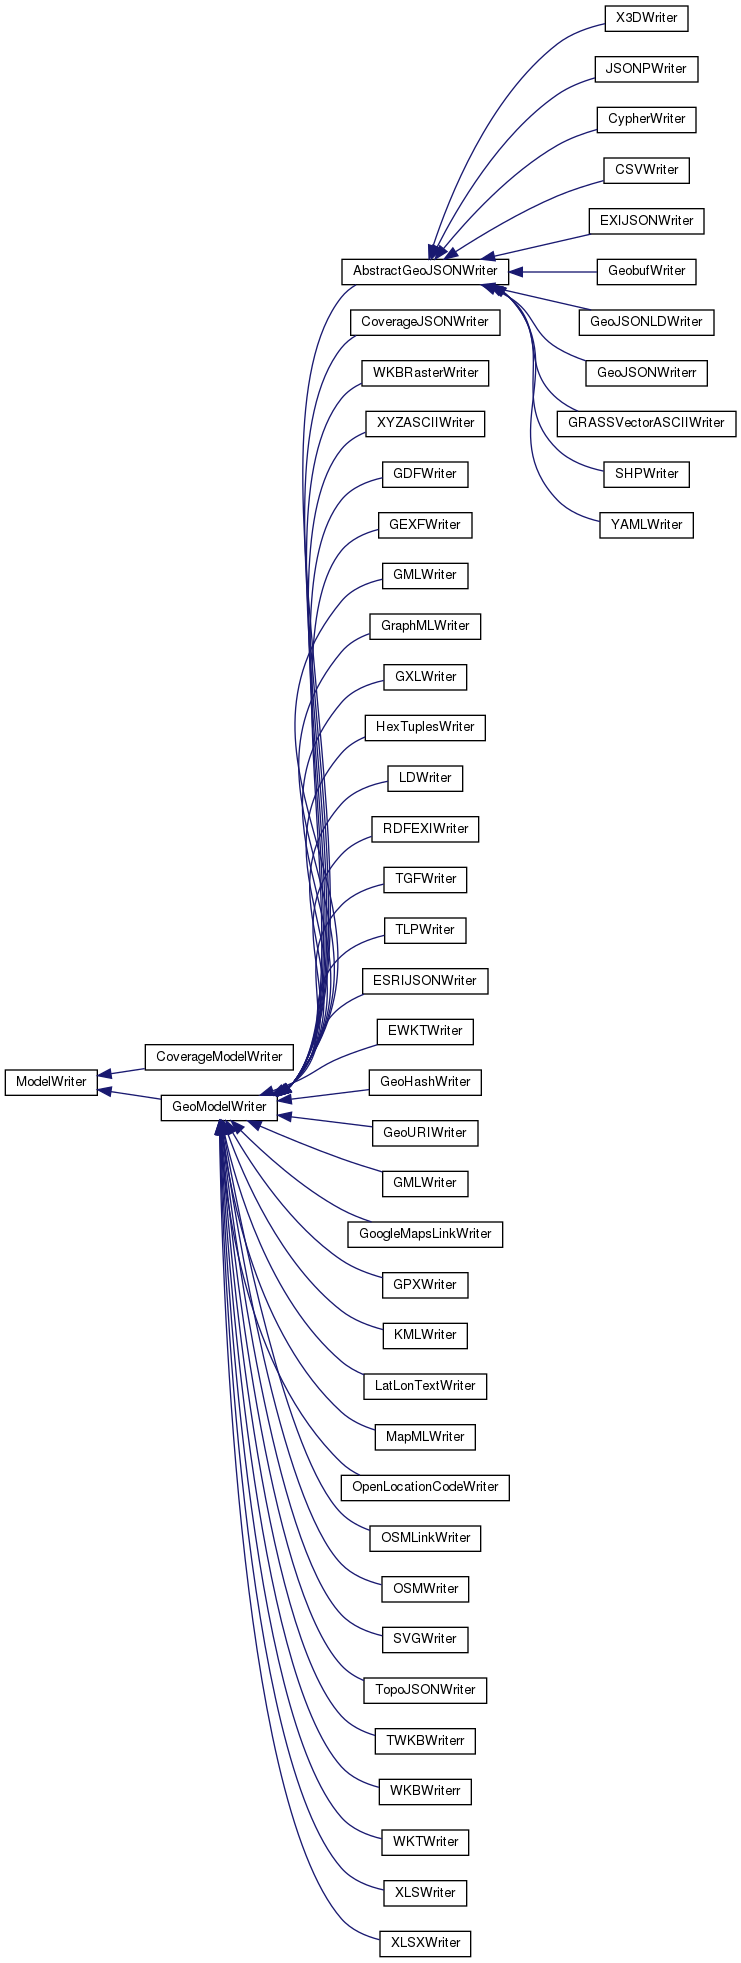 X3DWriter
JSONPWriter
CypherWriter
CSVWriter
EXIJSONWriter
AbstractGeoJSONWriter
GeobufWriter
GeoJSONLDWriter
CoverageJSONWriter
GeoJSONWriterr
WKBRasterWriter
GRASSVectorASCIIWriter
XYZASCIIWriter
SHPWriter
GDFWriter
YAMLWriter
GEXFWriter
GMLWriter
GraphMLWriter
GXLWriter
HexTuplesWriter
LDWriter
RDFEXIWriter
TGFWriter
TLPWriter
ESRIJSONWriter
EWKTWriter
CoverageModelWriter
ModelWriter
GeoHashWriter
GeoModelWriter
GeoURIWriter
GMLWriter
GoogleMapsLinkWriter
GPXWriter
KMLWriter
LatLonTextWriter
MapMLWriter
OpenLocationCodeWriter
OSMLinkWriter
OSMWriter
SVGWriter
TopoJSONWriter
TWKBWriterr
WKBWriterr
WKTWriter
XLSWriter
XLSXWriter